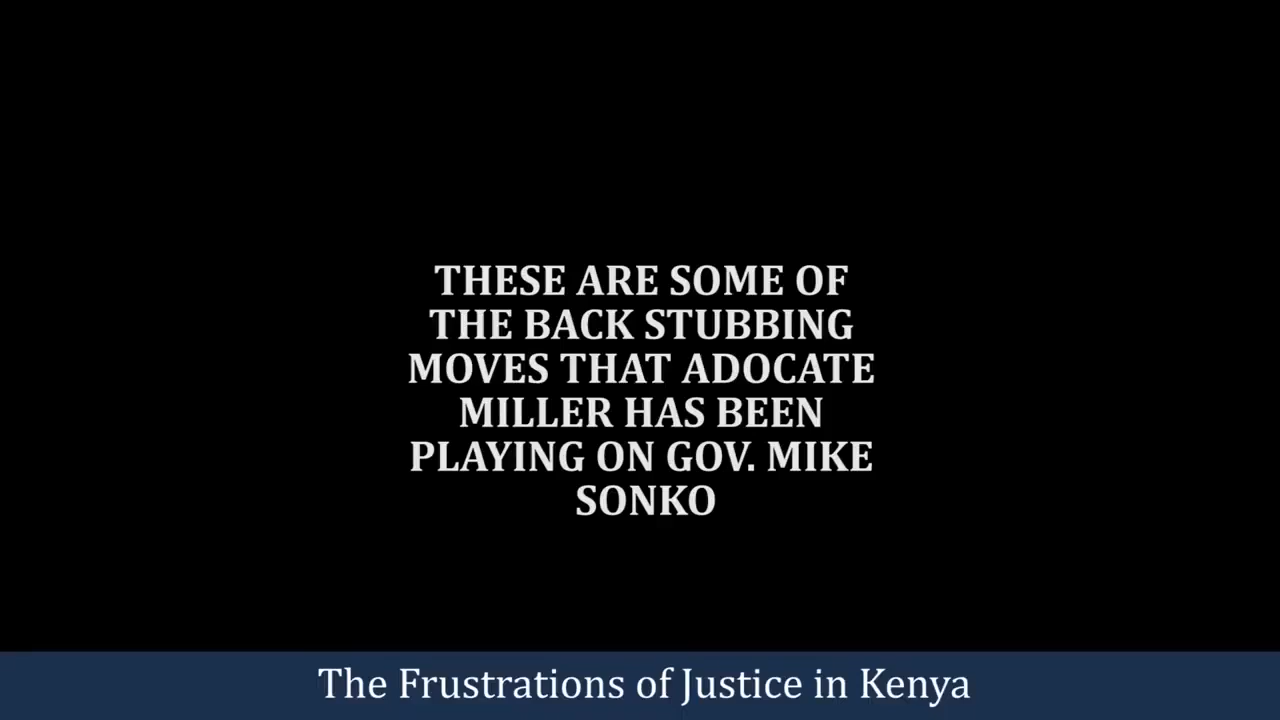 THESE ARE SOME OF
THE BACK STUBBING
MOVES THAT ADOCATE
MILLER HAS BEEN
PLAYING ON GOV. MIKE
SONKO
The Frustrations of Justice in Kenya